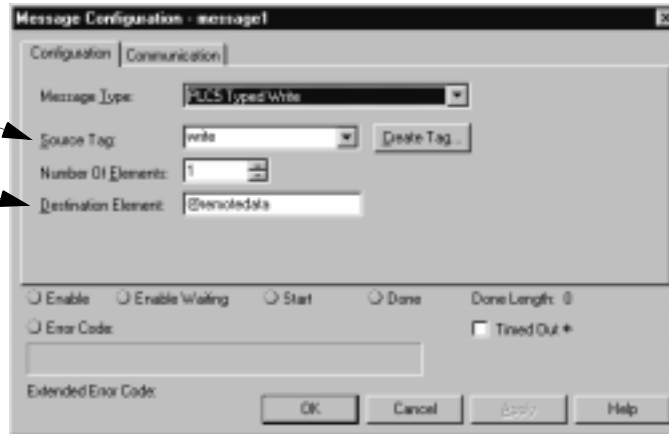 Message Configuration - message1
Configuration Communication
Message Type: PLC5 Typed Write
Source Tag: write Create Tag...
Number Of Elements: 1
Destination Element: @remotedata
Enable Enable Waiting Start Done Done Length: 0
Error Code: Timed Out
Extended Error Code:
OK Cancel Apply Help